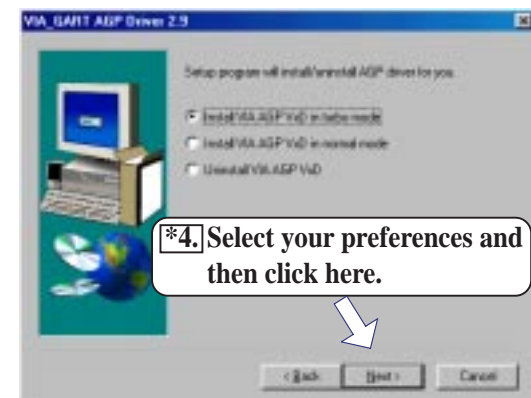 VIA_GART AGP Driver 2.9
Setup program will install/uninstall AGP driver for you.
Install VIA AGP VxD in turbo mode
Install VIA AGP VxD in normal mode
Uninstall VIA AGP VxD
*4. Select your preferences and
then click here.
< Back Next > Cancel